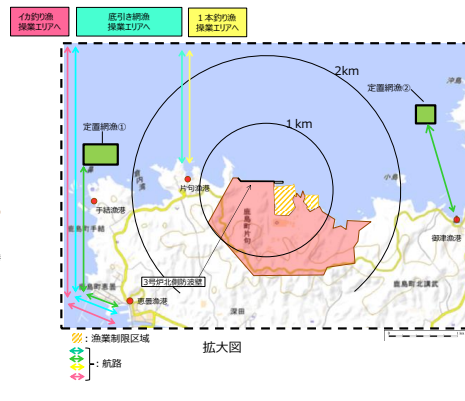 イカ釣り漁
操業エリアへ
底引き網漁
操業エリアへ
1本釣り漁
操業エリアへ
2km
定置網漁②
定置網漁①
1km
片句漁港
手結漁港
鹿島町片句
御津漁港
鹿島町手結
3号炉北側防波壁
鹿島町恵曇
鹿島町北講武
恵曇漁港
深田
:漁業制限区域
:航路
拡大図